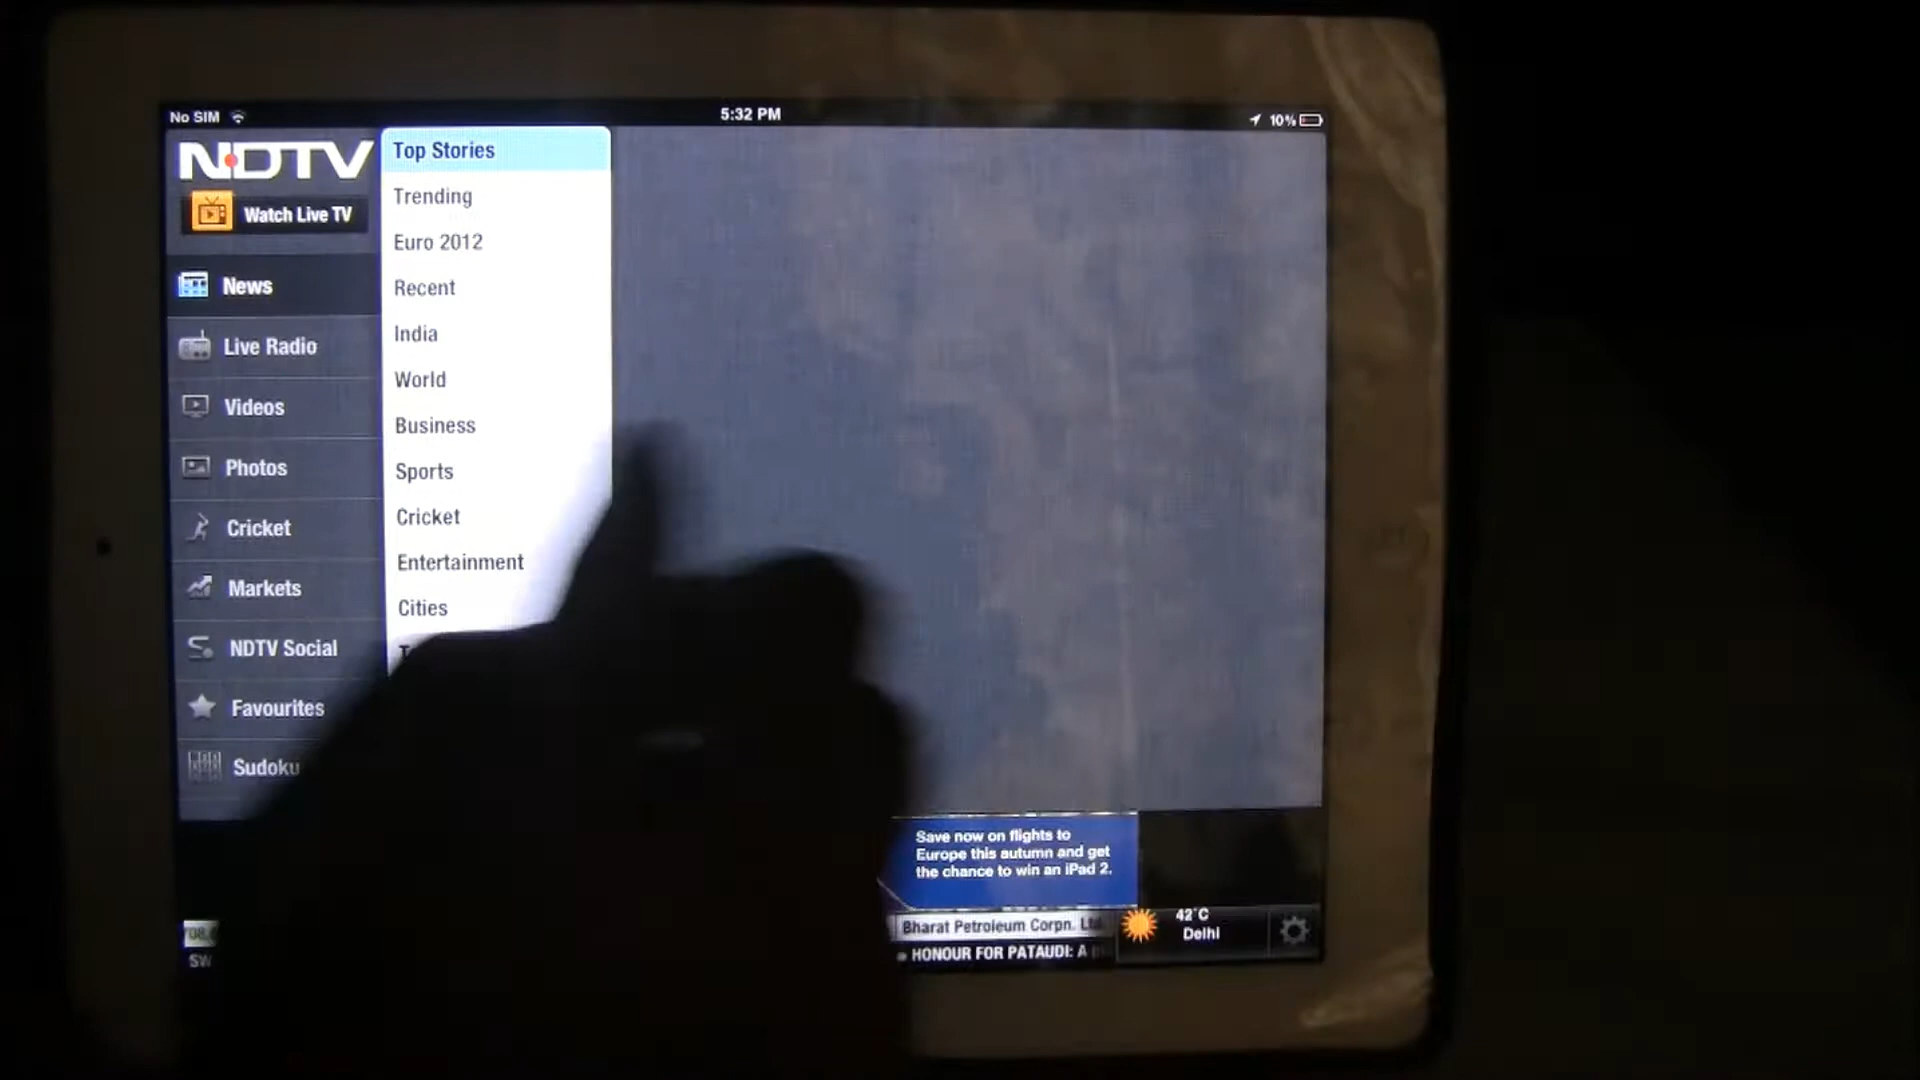 No SIM
5:32 PM
10%
NDTV
Watch Live TV
News
Live Radio
Videos
Photos
Cricket
Markets
NDTV Social
Favourites
Sudoku
Top Stories
Trending
Euro 2012
Recent
India
World
Business
Sports
Cricket
Entertainment
Cities
Save now on flights to
Europe this autumn and get
the chance to win an iPad 2.
Bharat Petroleum Corpn. Ltd.
HONOUR FOR PATAUDI: A
42°C
Delhi
SW